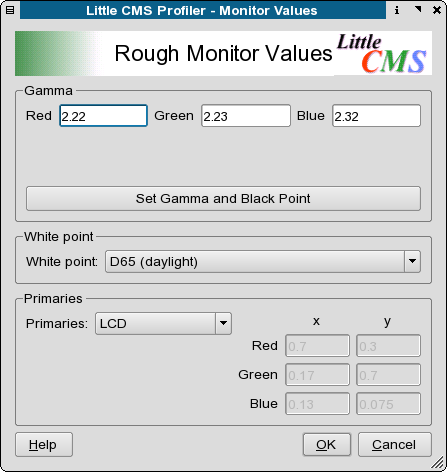 Little CMS Profiler - Monitor Values
Rough Monitor Values
Little CMS
Gamma
Red 2.22 Green 2.23 Blue 2.32
Set Gamma and Black Point
White point
White point: D65 (daylight)
Primaries
Primaries: LCD x y
Red 0.7 0.3
Green 0.17 0.7
Blue 0.13 0.075
Help OK Cancel